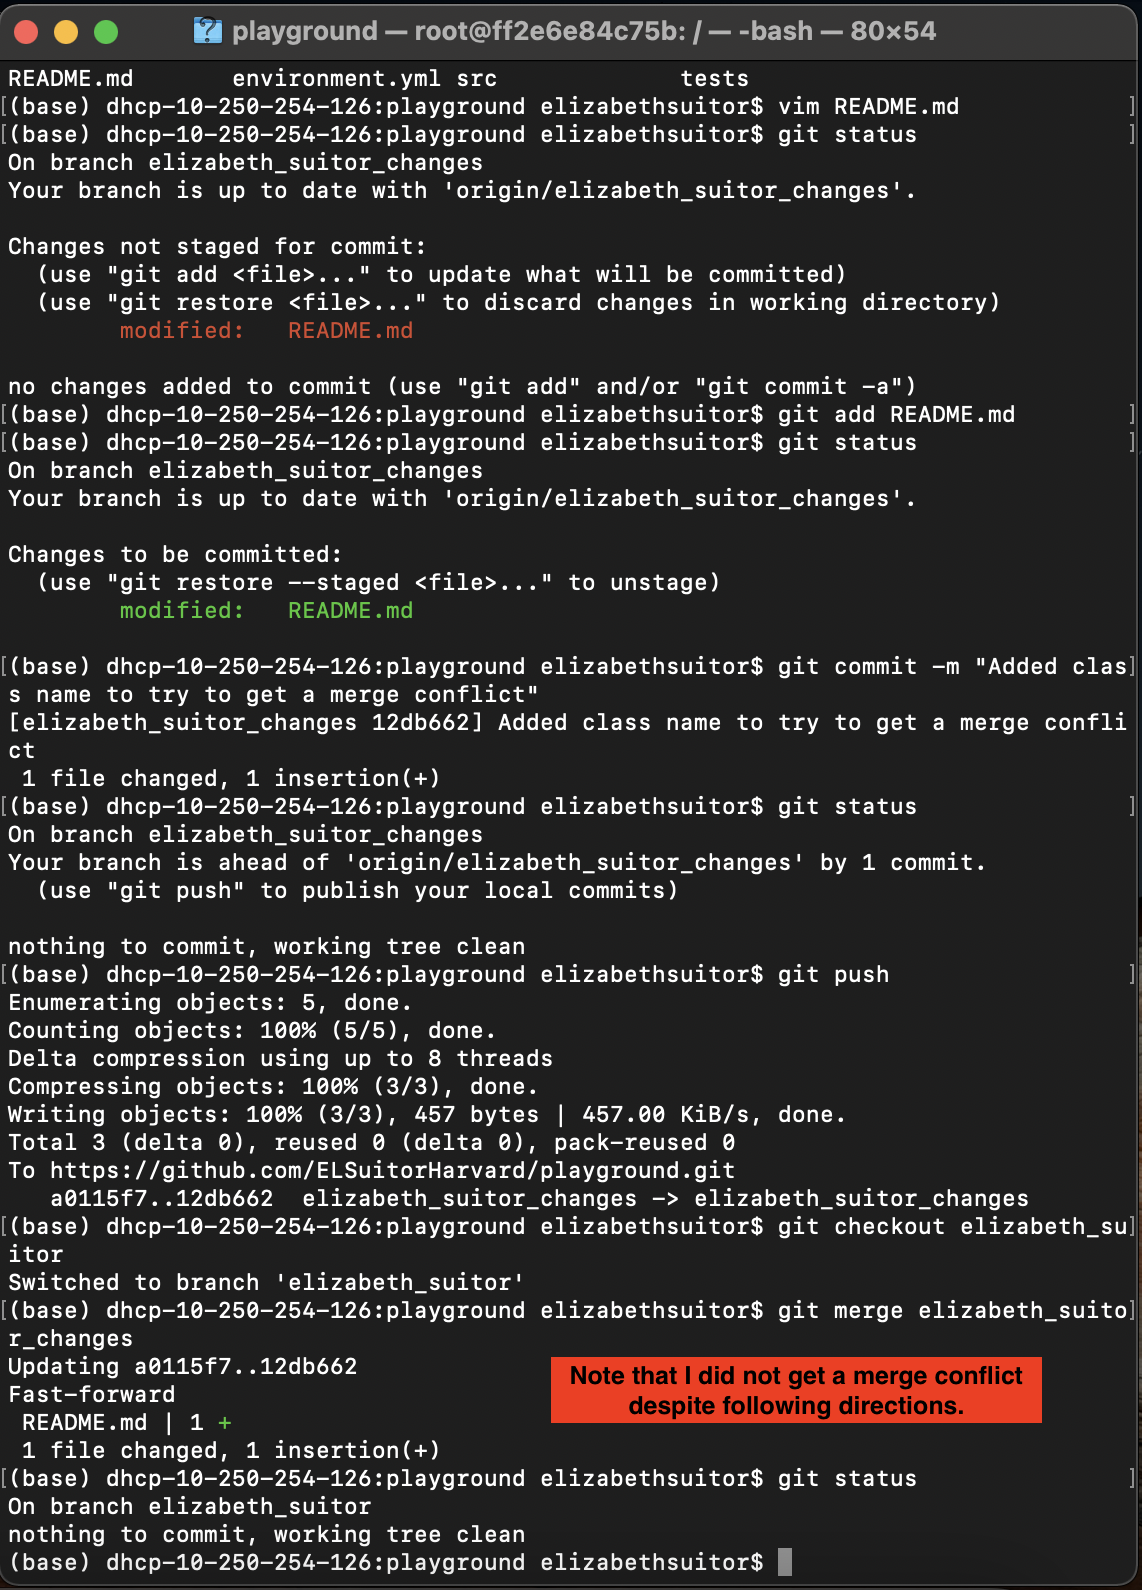 playground — root@ff2e6e84c75b: / — -bash — 80×54
README.md       environment.yml src             tests
[(base) dhcp-10-250-254-126:playground elizabethsuitor$ vim README.md            ]
[(base) dhcp-10-250-254-126:playground elizabethsuitor$ git status               ]
On branch elizabeth_suitor_changes
Your branch is up to date with 'origin/elizabeth_suitor_changes'.

Changes not staged for commit:
  (use "git add <file>..." to update what will be committed)
  (use "git restore <file>..." to discard changes in working directory)
        modified:   README.md

no changes added to commit (use "git add" and/or "git commit -a")
[(base) dhcp-10-250-254-126:playground elizabethsuitor$ git add README.md        ]
[(base) dhcp-10-250-254-126:playground elizabethsuitor$ git status               ]
On branch elizabeth_suitor_changes
Your branch is up to date with 'origin/elizabeth_suitor_changes'.

Changes to be committed:
  (use "git restore --staged <file>..." to unstage)
        modified:   README.md

[(base) dhcp-10-250-254-126:playground elizabethsuitor$ git commit -m "Added clas]
s name to try to get a merge conflict"
[elizabeth_suitor_changes 12db662] Added class name to try to get a merge confli
ct
 1 file changed, 1 insertion(+)
[(base) dhcp-10-250-254-126:playground elizabethsuitor$ git status               ]
On branch elizabeth_suitor_changes
Your branch is ahead of 'origin/elizabeth_suitor_changes' by 1 commit.
  (use "git push" to publish your local commits)

nothing to commit, working tree clean
[(base) dhcp-10-250-254-126:playground elizabethsuitor$ git push                 ]
Enumerating objects: 5, done.
Counting objects: 100% (5/5), done.
Delta compression using up to 8 threads
Compressing objects: 100% (3/3), done.
Writing objects: 100% (3/3), 457 bytes | 457.00 KiB/s, done.
Total 3 (delta 0), reused 0 (delta 0), pack-reused 0
To https://github.com/ELSuitorHarvard/playground.git
   a0115f7..12db662  elizabeth_suitor_changes -> elizabeth_suitor_changes
[(base) dhcp-10-250-254-126:playground elizabethsuitor$ git checkout elizabeth_su]
itor
Switched to branch 'elizabeth_suitor'
[(base) dhcp-10-250-254-126:playground elizabethsuitor$ git merge elizabeth_suito]
r_changes
Updating a0115f7..12db662
Fast-forward
 README.md | 1 +
 1 file changed, 1 insertion(+)
Note that I did not get a merge conflict
despite following directions.
[(base) dhcp-10-250-254-126:playground elizabethsuitor$ git status               ]
On branch elizabeth_suitor
nothing to commit, working tree clean
(base) dhcp-10-250-254-126:playground elizabethsuitor$